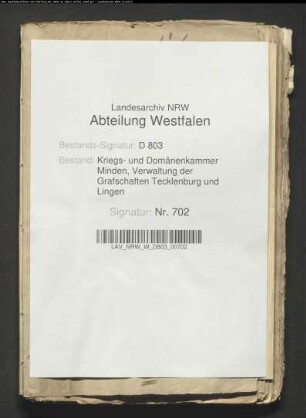 Landesarchiv NRW
Abteilung Westfalen
Bestands-Signatur: D 803
Bestand: Kriegs- und Domänenkammer
Minden, Verwaltung der
Grafschaften Tecklenburg und
Lingen
Signatur: Nr. 702
LAV_NRW_W_D803_00702